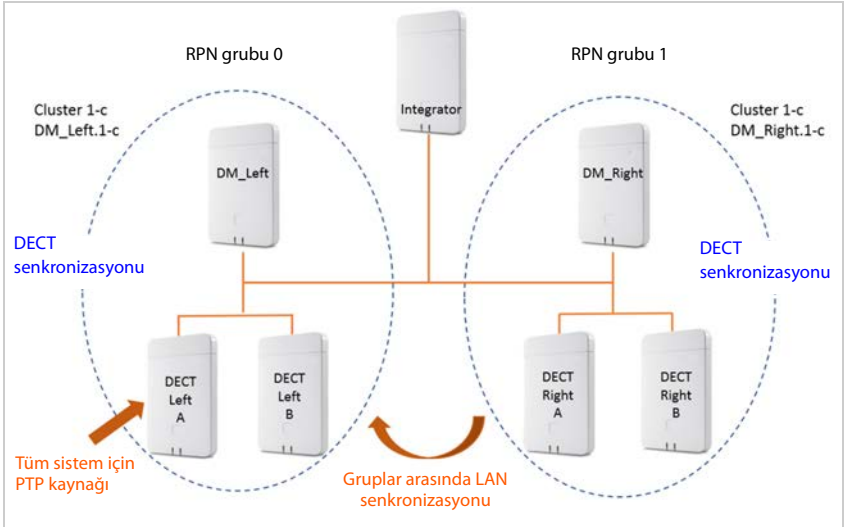 RPN grubu 0
RPN grubu 1
Integrator
Cluster 1-c
DM_Left.1-c
Cluster 1-c
DM_Right.1-c
DM_Left
DM_Right
DECT
senkronizasyonu
DECT
senkronizasyonu
DECT
Left
A
DECT
Left
B
DECT
Right
A
DECT
Right
B
Tüm sistem için
PTP kaynağı
Gruplar arasında LAN
senkronizasyonu